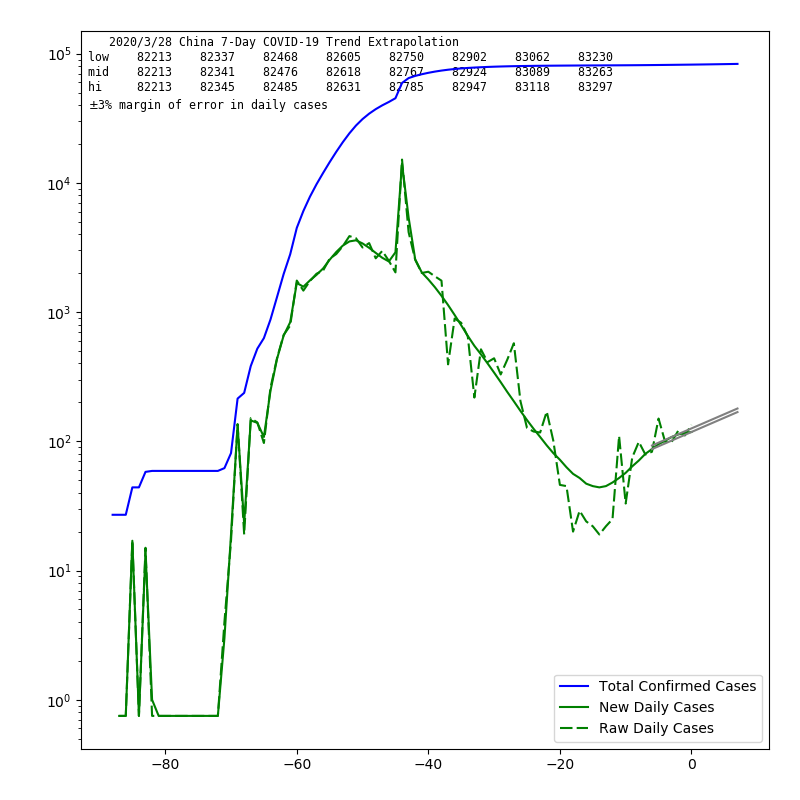 2020/3/28 China 7-Day COVID-19 Trend Extrapolation
low 82213 82337 82468 82605 82750 82902 83062 83230
mid 82213 82341 82476 82618 82767 82924 83089 83263
hi 82213 82345 82485 82631 82785 82947 83118 83297
±3% margin of error in daily cases
10⁵
10⁴
10³
10²
10¹
10⁰
Total Confirmed Cases
New Daily Cases
Raw Daily Cases
−80 −60 −40 −20 0